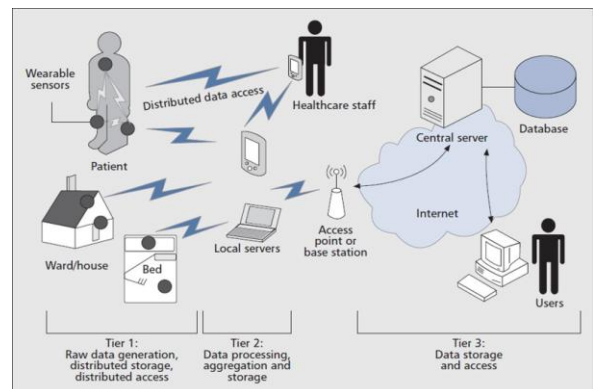 Wearable
sensors
Patient
Distributed data access
Healthcare staff
Central server
Database
Internet
Access
point or
base station
Local servers
Ward/house
Bed
Users
Tier 1:
Raw data generation,
distributed storage,
distributed access
Tier 2:
Data processing,
aggregation and
storage
Tier 3:
Data storage
and access